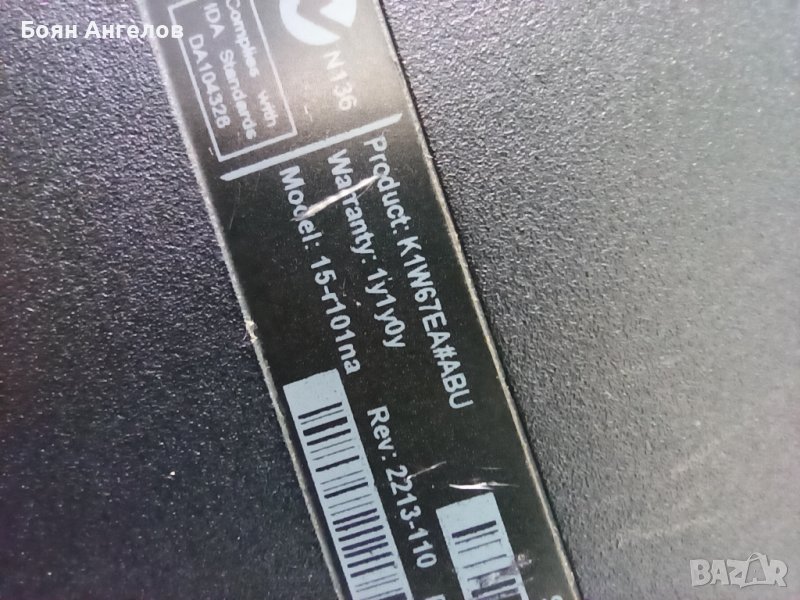 Боян Ангелов
Complies with
IDA Standards
DA104328
N136
Product: K1W67EA#ABU
Warranty: 1y1y0y
Model: 15-r101na
Rev: 2213-110
BAZAR